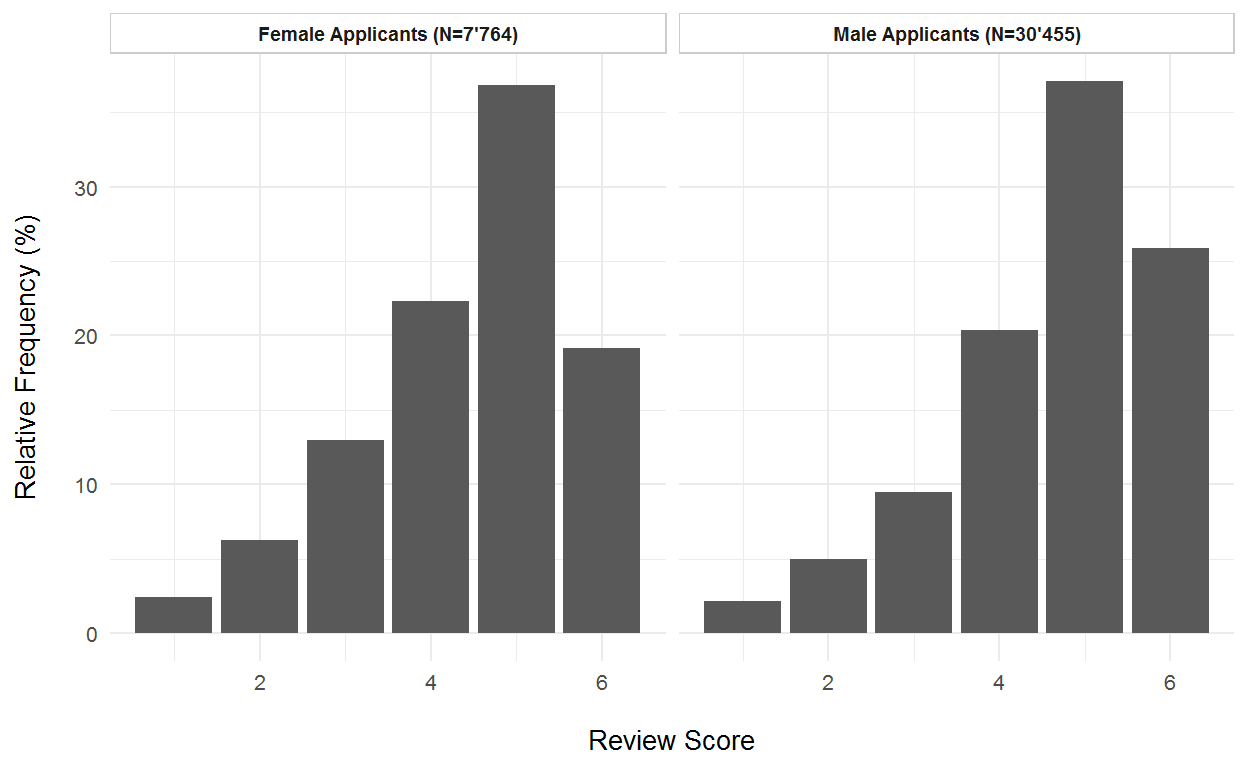 Female Applicants (N=7'764)
Male Applicants (N=30'455)
Relative Frequency (%)
30
20
10
0
2
4
6
2
4
6
Review Score